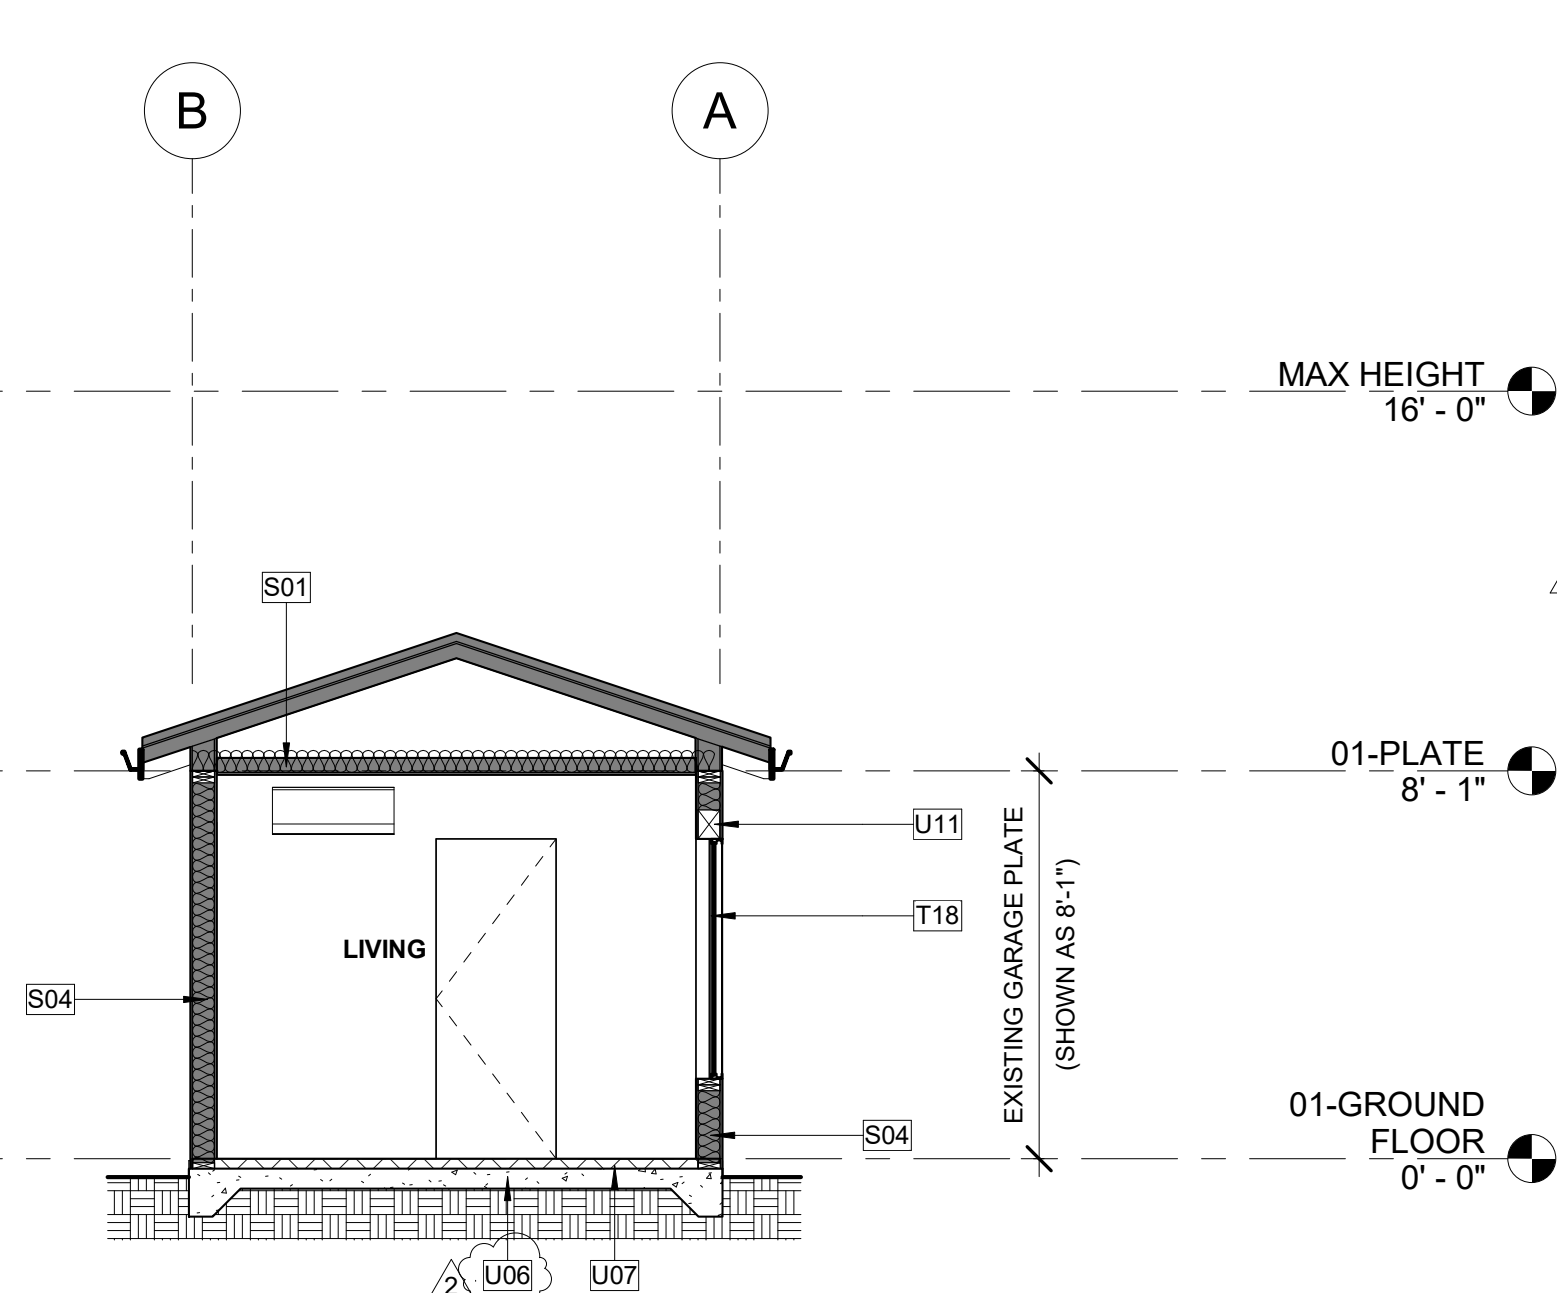 B
A
MAX HEIGHT
16' - 0"
S01
01-PLATE
8' - 1"
U11
T18
EXISTING GARAGE PLATE
(SHOWN AS 8'-1")
LIVING
S04
S04
01-GROUND
FLOOR
0' - 0"
2
U06
U07